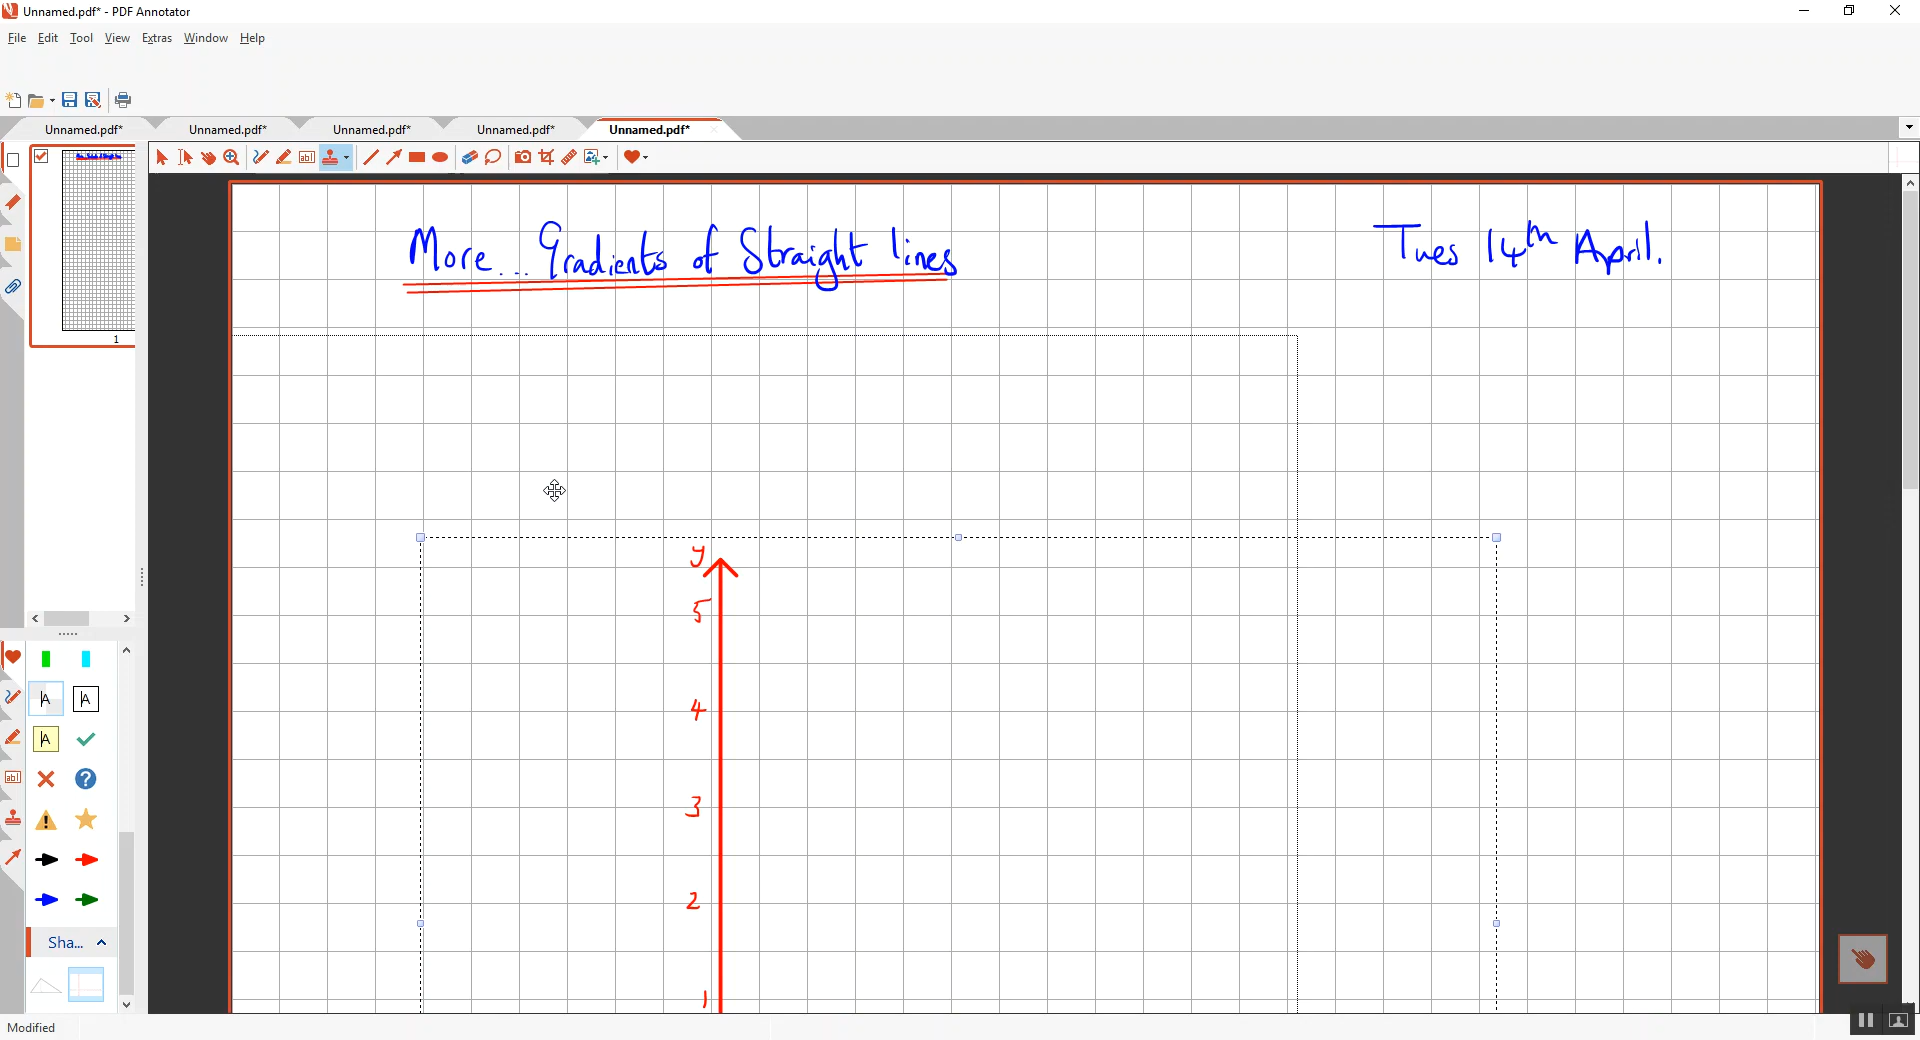 Unnamed.pdf* - PDF Annotator
File Edit Tool View Extras Window Help
Unnamed.pdf* Unnamed.pdf* Unnamed.pdf* Unnamed.pdf* Unnamed.pdf*
More... Gradients of Straight lines
Tues 14th April.
1
y
5
4
3
2
1
A A
A
Sha...
Modified